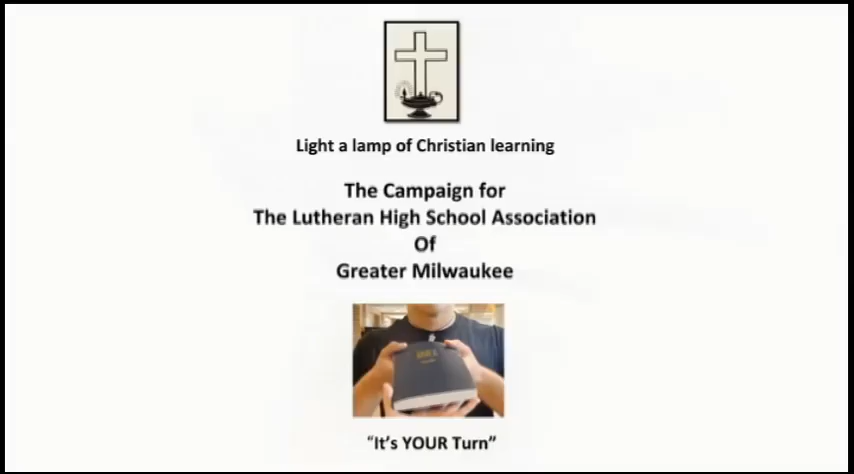 Light a lamp of Christian learning
The Campaign for
The Lutheran High School Association
Of
Greater Milwaukee
“It’s YOUR Turn”